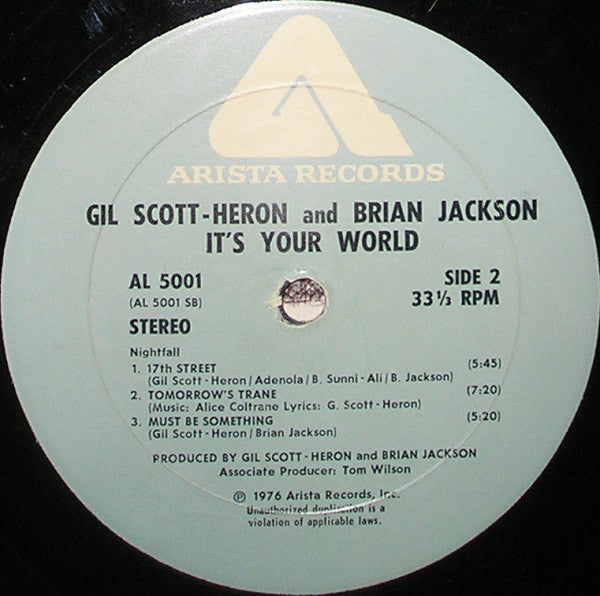 ARISTA RECORDS
GIL SCOTT-HERON and BRIAN JACKSON
IT'S YOUR WORLD
AL 5001
(AL 5001 SB)
STEREO
SIDE 2
33 1/3 RPM
Nightfall
1. 17th STREET (5:45)
(Gil Scott-Heron/Adenola/B. Sunni-Ali/B. Jackson)
2. TOMORROW'S TRANE (7:20)
(Music: Alice Coltrane Lyrics: G. Scott-Heron)
3. MUST BE SOMETHING (5:20)
(Gil Scott-Heron/Brian Jackson)
PRODUCED BY GIL SCOTT-HERON and BRIAN JACKSON
Associate Producer: Tom Wilson
℗ 1976 Arista Records, Inc.
Unauthorized duplication is a
violation of applicable laws.